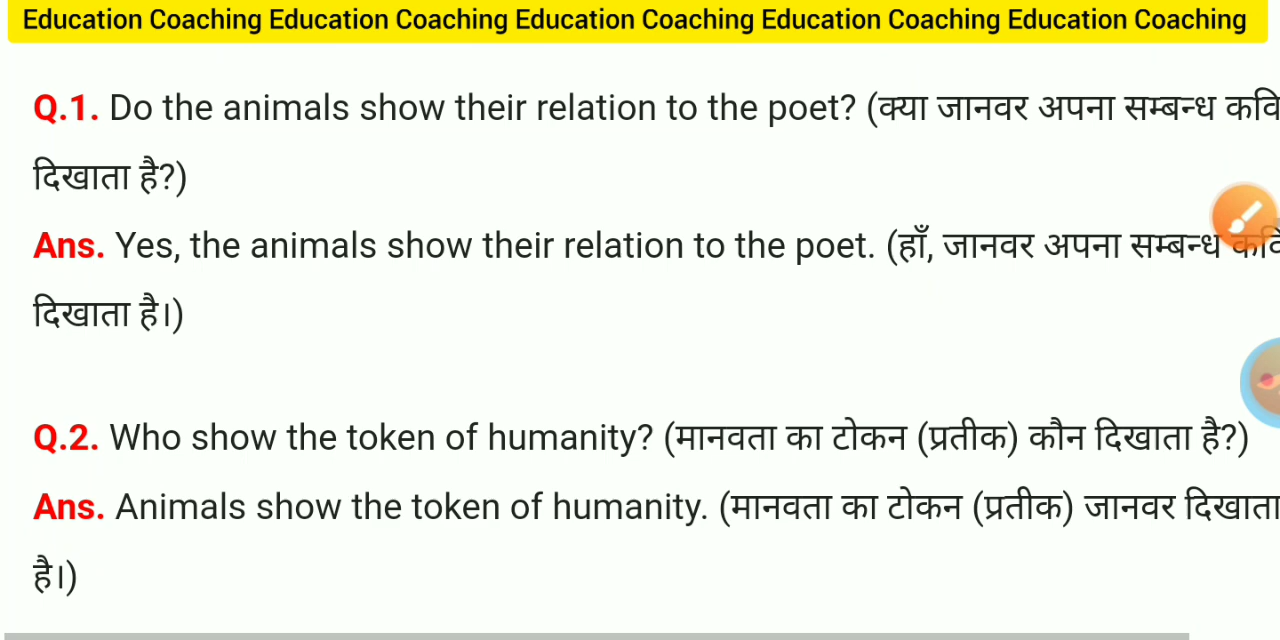 Education Coaching Education Coaching Education Coaching Education Coaching Education Coaching
Q.1. Do the animals show their relation to the poet? (क्या जानवर अपना सम्बन्ध कवि
दिखाता है?)
Ans. Yes, the animals show their relation to the poet. (हाँ, जानवर अपना सम्बन्ध
दिखाता है।)
Q.2. Who show the token of humanity? (मानवता का टोकन (प्रतीक) कौन दिखाता है?)
Ans. Animals show the token of humanity. (मानवता का टोकन (प्रतीक) जानवर दिखाता
है।)